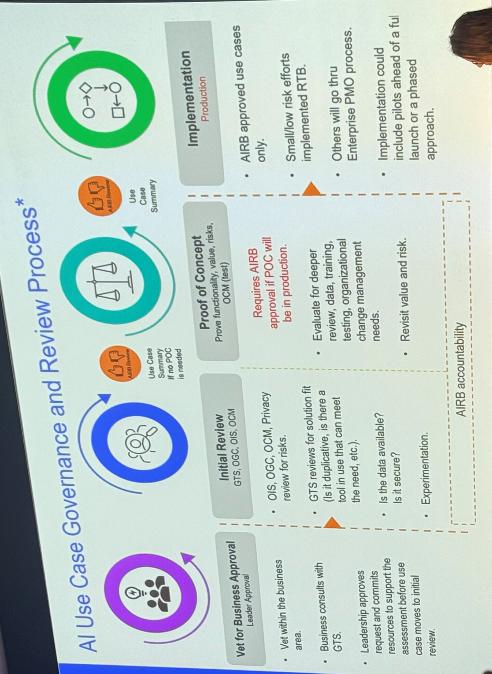 AI Use Case Governance and Review Process*
Vet for Business Approval
Leader Approval
• Vet within the business
area.
• Business consults with
GTS.
• Leadership approves
request and commits
resources to support the
assessment before use
case moves to initial
review.
Initial Review
GTS, OGC, OIS, OCM
• OIS, OGC, OCM, Privacy
review for risks.
• GTS reviews for solution fit
(Is it duplicative, is there a
tool in use that can meet
the need, etc.).
• Is the data available?
Is it secure?
• Experimentation.
AIRB Review
Use Case
Summary
If no POC
is needed
Proof of Concept
Prove functionality, value, risks,
OCM (test)
Requires AIRB
approval if POC will
be in production.
• Evaluate for deeper
review, data, training,
testing, organizational
change management
needs.
• Revisit value and risk.
AIRB Review
Use
Case
Summary
Implementation
Production
• AIRB approved use cases
only.
• Small/low risk efforts
implemented RTB.
• Others will go thru
Enterprise PMO process.
• Implementation could
include pilots ahead of a ful
launch or a phased
approach.
AIRB accountability